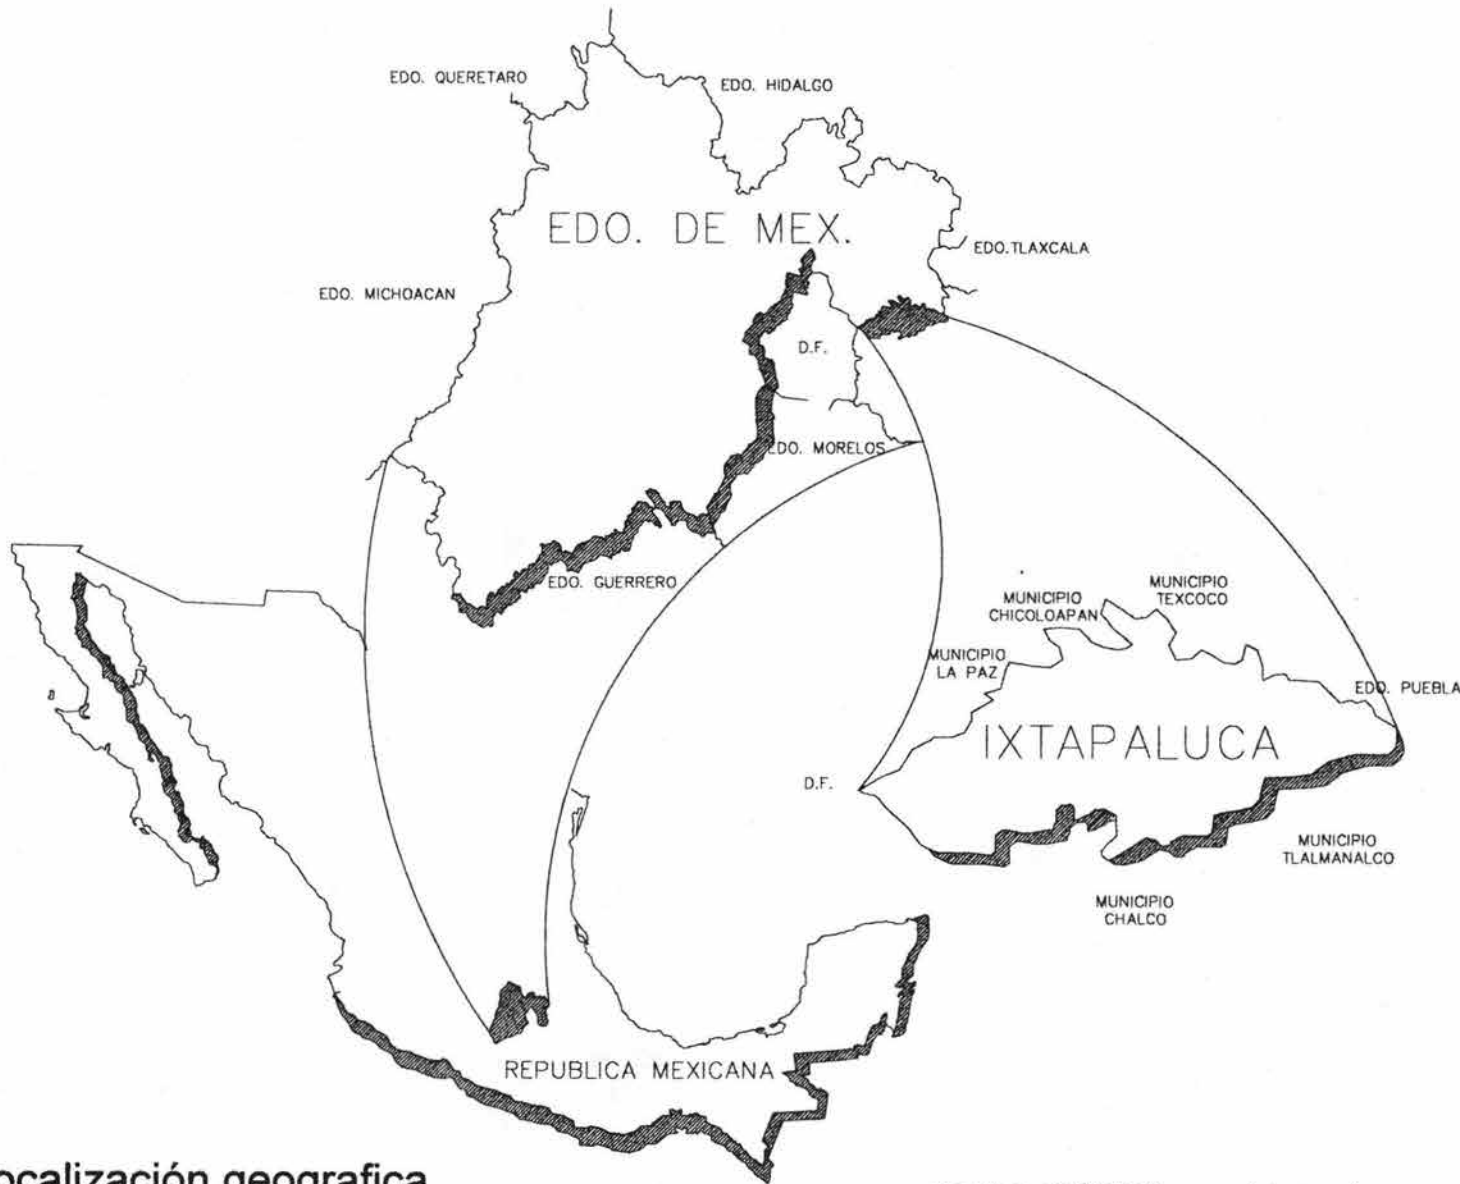 EDO. QUERETARO
EDO. HIDALGO
EDO. DE MEX.
EDO.TLAXCALA
EDO. MICHOACAN
D.F.
EDO. MORELOS
EDO. GUERRERO
MUNICIPIO
TEXCOCO
MUNICIPIO
CHICOLOAPAN
MUNICIPIO
LA PAZ
EDO. PUEBLA
IXTAPALUCA
D.F.
MUNICIPIO
TLALMANALCO
MUNICIPIO
CHALCO
REPUBLICA MEXICANA
geografica